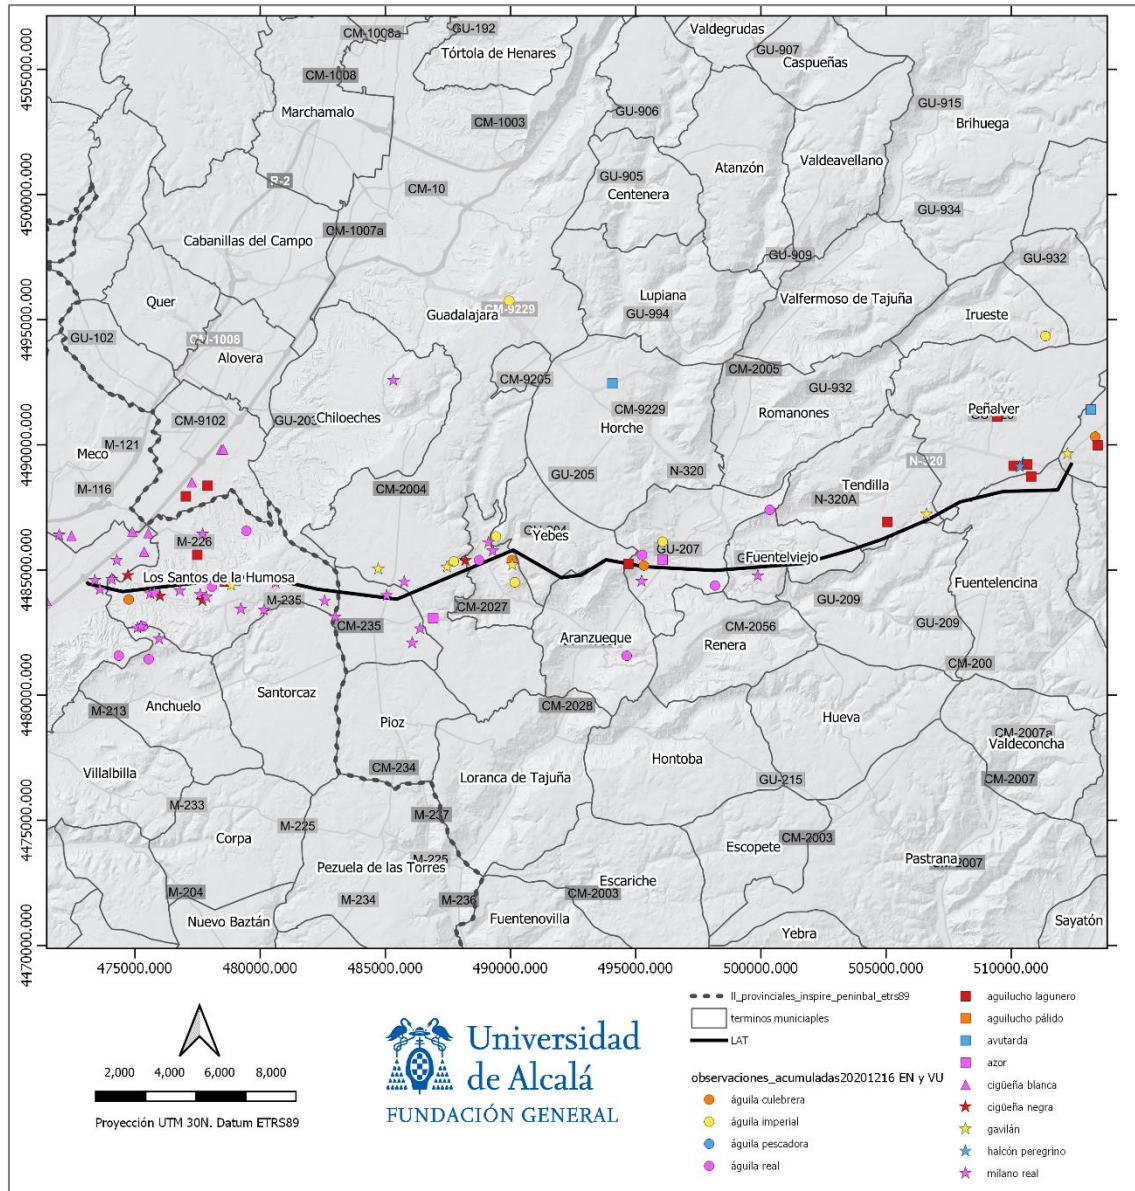 GU-192
Valdegrudas
CM-1008a
Tórtola de Henares
GU-907
Caspueñas
4505000.000
CM-1008
Marchamalo
GU-906
GU-915
CM-1003
Brihuega
Atanzón
Valdeavellano
R-2
CM-10
GU-905
Centenera
4500000.000
GU-934
CM-1007a
Cabanillas del Campo
GU-909
GU-932
Quer
Lupiana
Valfermoso de Tajuña
4495000.000
CM-9229
Guadalajara
GU-994
Irueste
GU-102
CM-1008
Alovera
CM-2005
CM-9205
GU-932
CM-9102
GU-203
Chiloeches
CM-9229
Romanones
Peñalver
M-121
Horche
4490000.000
Meco
GU-205
N-320
N-320
M-116
CM-2004
Tendilla
N-320A
M-226
Yebes
GU-207
Fuentelviejo
Los Santos de la Humosa
4485000.000
Fuentelencina
M-235
CM-2027
GU-209
CM-235
Aranzueque
CM-2056
GU-209
Renera
CM-200
4480000.000
Anchuelo
Santorcaz
M-213
Pioz
CM-2028
Hueva
CM-2007a
Valdeconcha
Villalbilla
CM-234
Loranca de Tajuña
Hontoba
GU-215
CM-2007
M-233
M-237
4475000.000
Corpa
M-225
Escopete
CM-2003
Pezuela de las Torres
M-225
Pastrana
CM-2007
M-204
M-234
M-236
Escariche
CM-2003
Nuevo Baztán
Fuentenovilla
Yebra
Sayatón
4470000.000
475000.000 480000.000 485000.000 490000.000 495000.000 500000.000 505000.000 510000.000
2,000 4,000 6,000 8,000
Proyección UTM 30N. Datum ETRS89
Universidad
de Alcalá
FUNDACIÓN GENERAL
ll_provinciales_inspire_peninbal_etrs89
terminos municiaples
LAT
observaciones_acumuladas20201216 EN y VU
águila culebrera
águila imperial
águila pescadora
águila real
aguilucho lagunero
aguilucho pálido
avutarda
azor
cigüeña blanca
cigüeña negra
gavilán
halcón peregrino
milano real